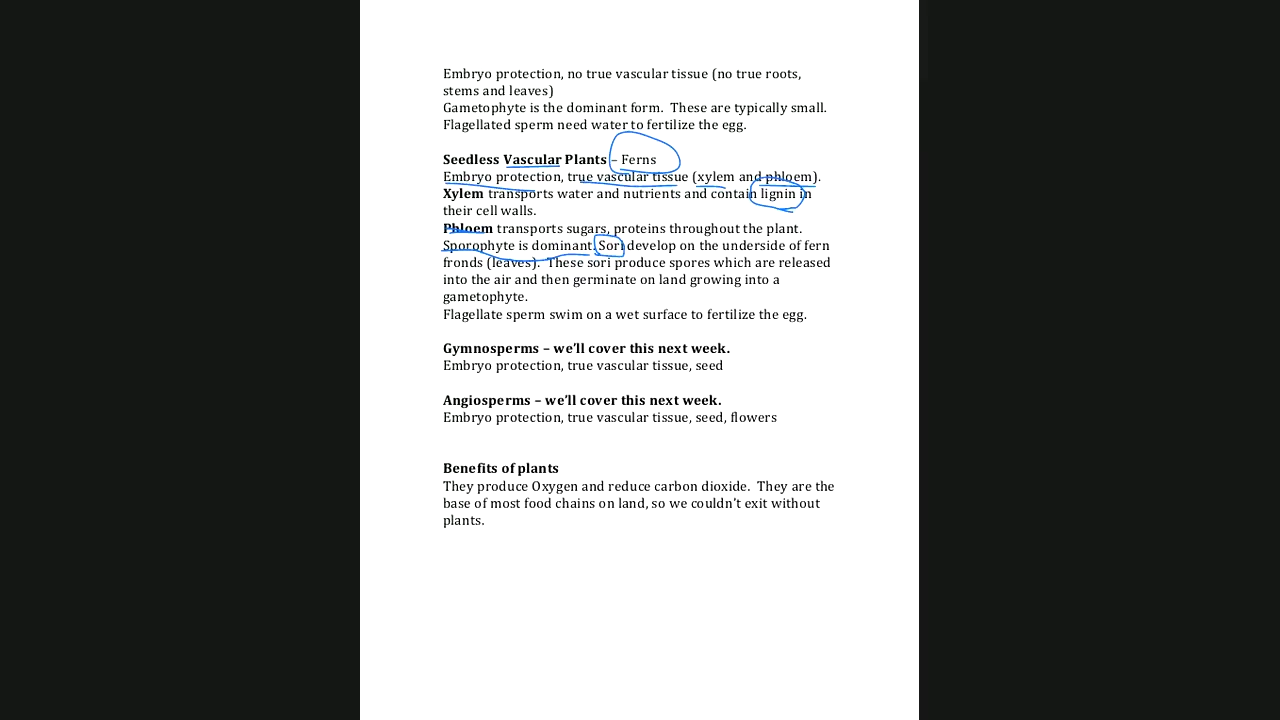 Embryo protection, no true vascular tissue (no true roots,
stems and leaves)
Gametophyte is the dominant form.  These are typically small.
Flagellated sperm need water to fertilize the egg.
Seedless Vascular Plants – Ferns
Embryo protection, true vascular tissue (xylem and phloem).
Xylem transports water and nutrients and contain lignin in
their cell walls.
Phloem transports sugars, proteins throughout the plant.
Sporophyte is dominant. Sori develop on the underside of fern
fronds (leaves).  These sori produce spores which are released
into the air and then germinate on land growing into a
gametophyte.
Flagellate sperm swim on a wet surface to fertilize the egg.
Gymnosperms – we’ll cover this next week.
Embryo protection, true vascular tissue, seed
Angiosperms – we’ll cover this next week.
Embryo protection, true vascular tissue, seed, flowers
Benefits of plants
They produce Oxygen and reduce carbon dioxide.  They are the
base of most food chains on land, so we couldn’t exit without
plants.